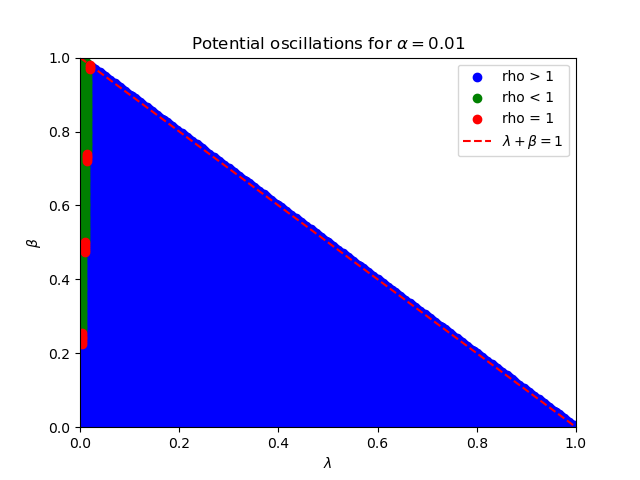 Potential oscillations for α = 0.01
1.0
0.8
0.6
0.4
0.2
0.0
β
rho > 1
rho < 1
rho = 1
λ + β = 1
0.0 0.2 0.4 0.6 0.8 1.0
λ